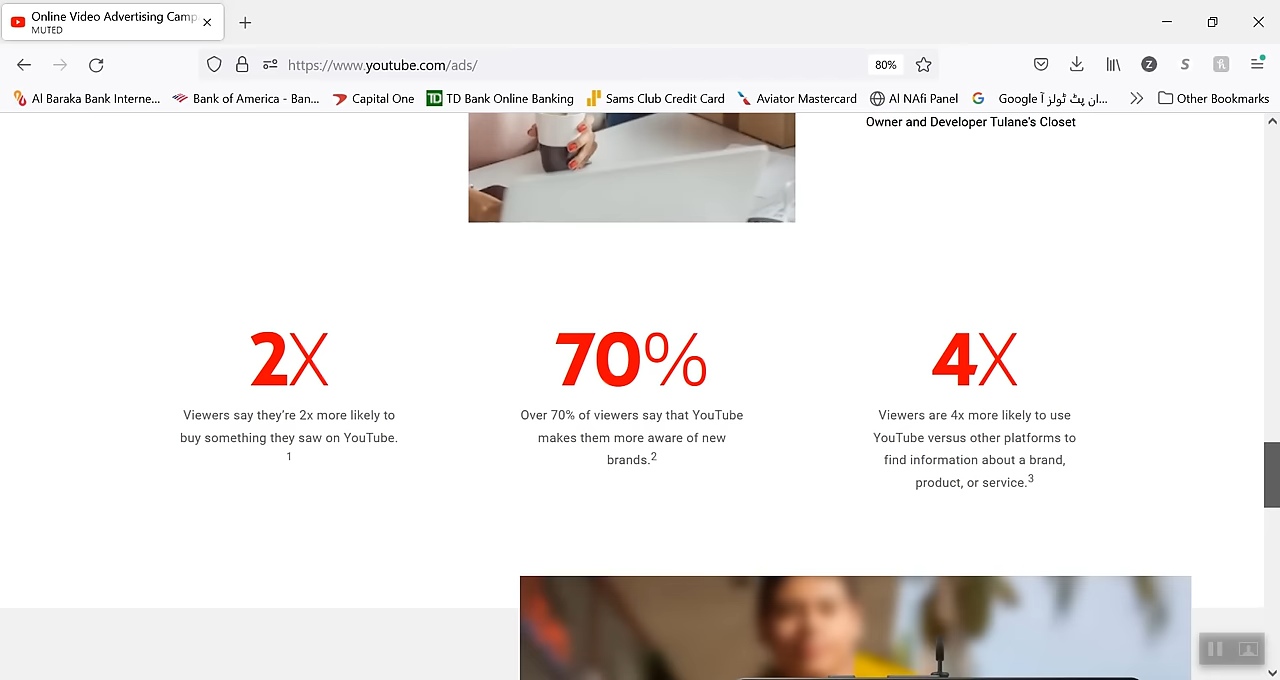 Online Video Advertising Camp
MUTED
https://www.youtube.com/ads/
80%
Al Baraka Bank Interne...
Bank of America - Ban...
Capital One
TD Bank Online Banking
Sams Club Credit Card
Aviator Mastercard
Al NAfi Panel
Google ان پٹ ٹولز آ...
Other Bookmarks
Owner and Developer Tulane's Closet
2X
Viewers say they’re 2x more likely to
buy something they saw on YouTube.
1
70%
Over 70% of viewers say that YouTube
makes them more aware of new
brands.2
4X
Viewers are 4x more likely to use
YouTube versus other platforms to
find information about a brand,
product, or service.3